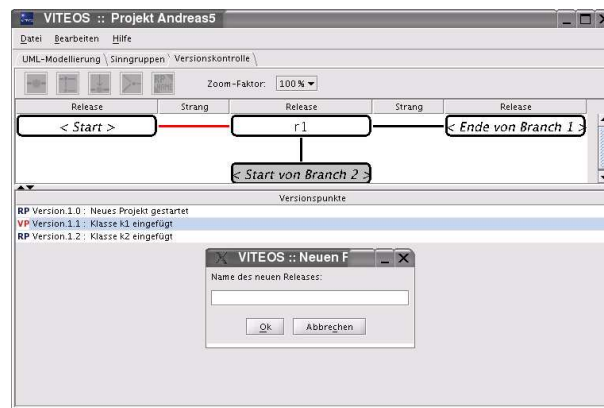 VITEOS :: Projekt Andreas5
Datei Bearbeiten Hilfe
UML-Modellierung \ Sinngruppen \ Versionskontrolle \
Zoom-Faktor: 100 %
Release Strang Release Strang Release
< Start > r1 < Ende von Branch 1 >
< Start von Branch 2 >
Versionspunkte
RP Version.1.0 : Neues Projekt gestartet
VP Version.1.1 : Klasse k1 eingefügt
RP Version.1.2 : Klasse k2 eingefügt
VITEOS :: Neuen
Name des neuen Releases:
Ok Abbrechen